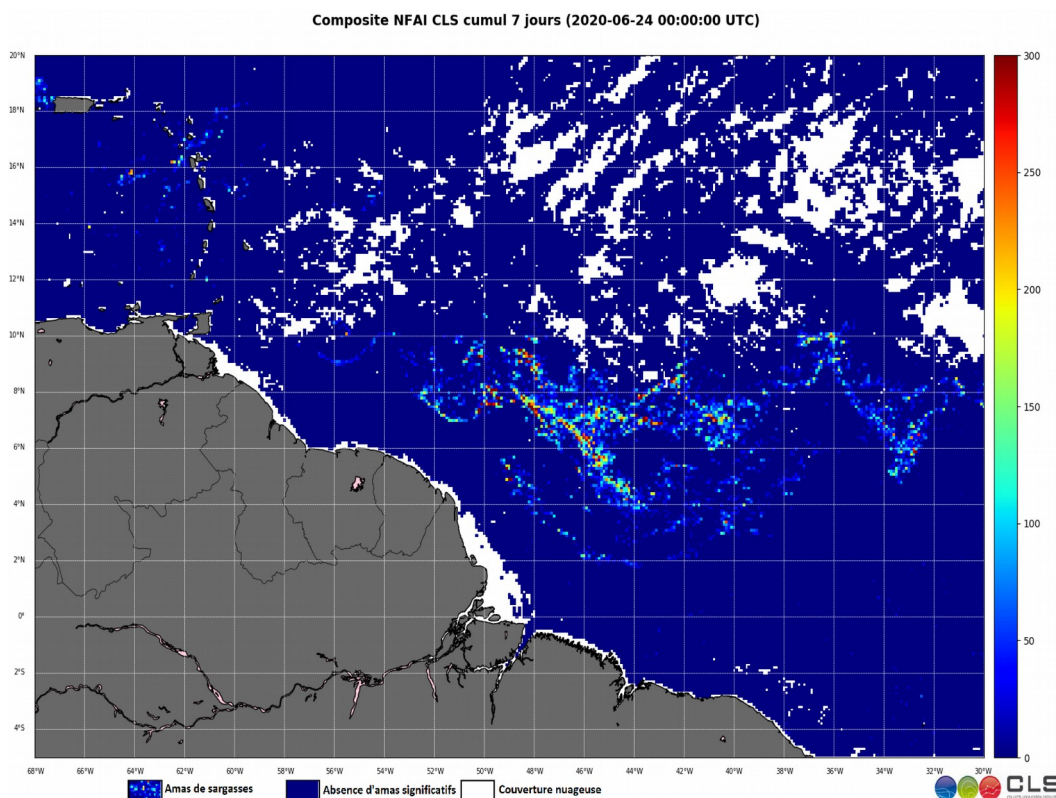 Composite NFAI CLS cumul 7 jours (2020-06-24 00:00:00 UTC)
20°N
18°N
16°N
14°N
12°N
10°N
8°N
6°N
4°N
2°N
0°
2°S
4°S
68°W 66°W 64°W 62°W 60°W 58°W 56°W 54°W 52°W 50°W 48°W 46°W 44°W 42°W 40°W 38°W 36°W 34°W 32°W 30°W
300
250
200
150
100
50
0
Amas de sargasses Absence d'amas significatifs Couverture nuageuse
CLS